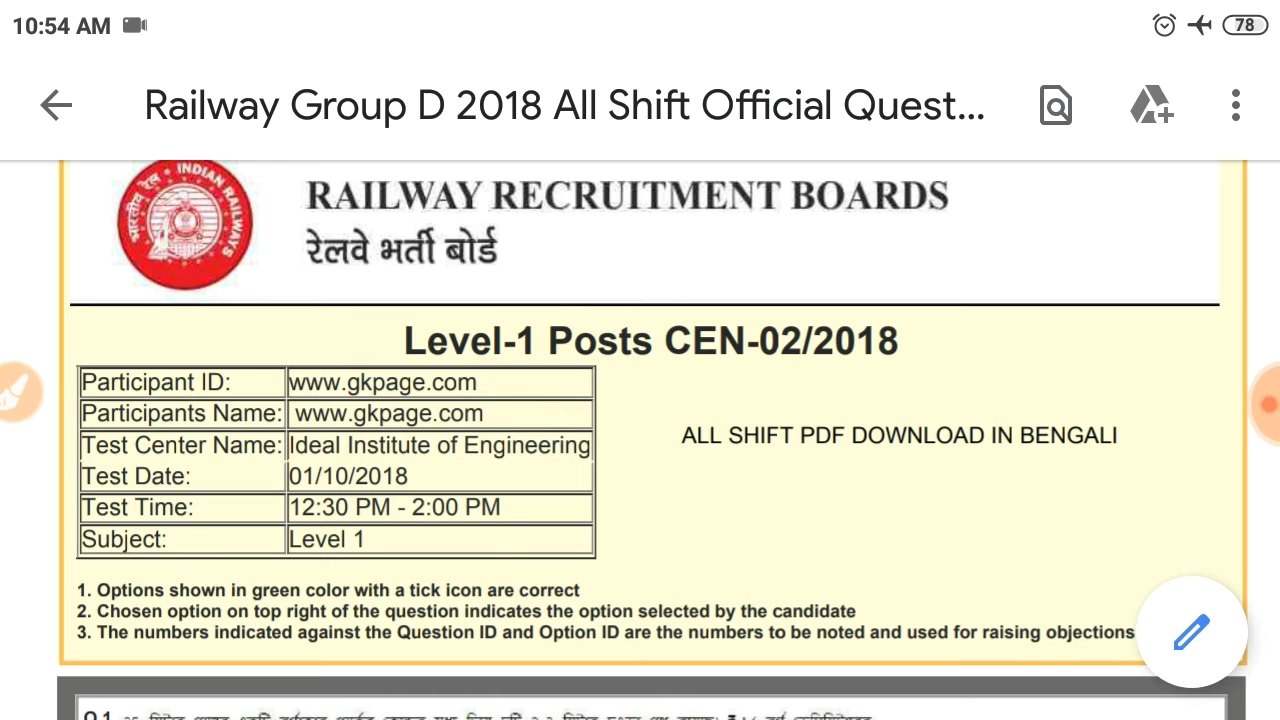 10:54 AM 78
Railway Group D 2018 All Shift Official Quest...
भारतीय रेल • INDIAN RAILWAYS
RAILWAY RECRUITMENT BOARDS
रेलवे भर्ती बोर्ड
Level-1 Posts CEN-02/2018
Participant ID: www.gkpage.com
Participants Name: www.gkpage.com
Test Center Name: Ideal Institute of Engineering
Test Date: 01/10/2018
Test Time: 12:30 PM - 2:00 PM
Subject: Level 1
ALL SHIFT PDF DOWNLOAD IN BENGALI
1. Options shown in green color with a tick icon are correct
2. Chosen option on top right of the question indicates the option selected by the candidate
3. The numbers indicated against the Question ID and Option ID are the numbers to be noted and used for raising objections